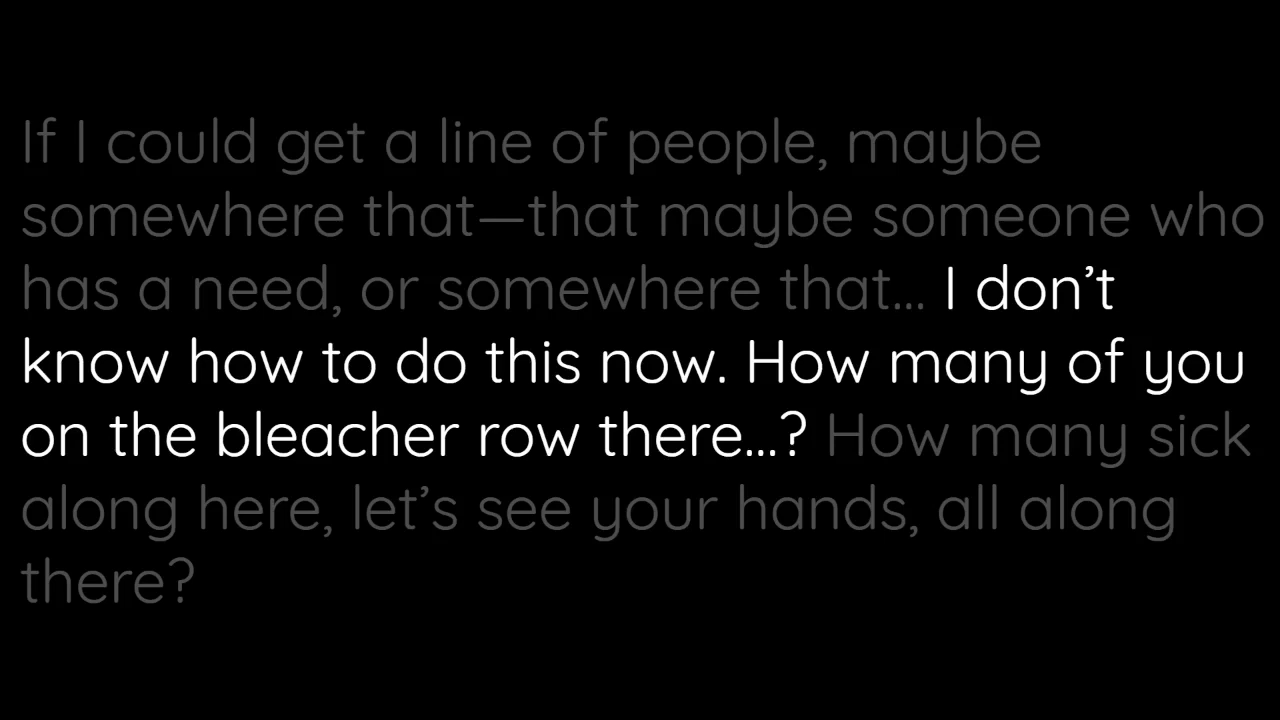 If I could get a line of people, maybe
somewhere that—that maybe someone who
has a need, or somewhere that... I don’t
know how to do this now. How many of you
on the bleacher row there...? How many sick
along here, let’s see your hands, all along
there?